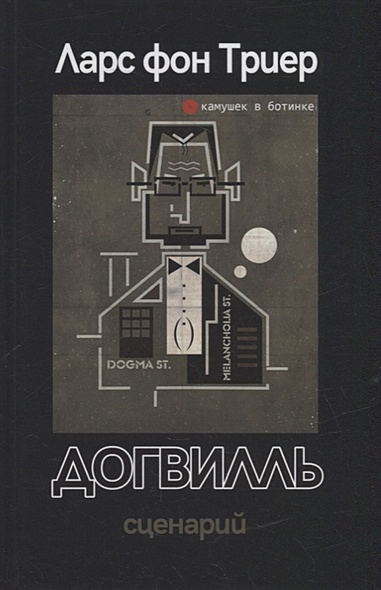 Ларс фон Триер
камушек в ботинке
DOGMA ST.
MELANCHOLIA ST.
ДОГВИЛЛЬ
сценарий